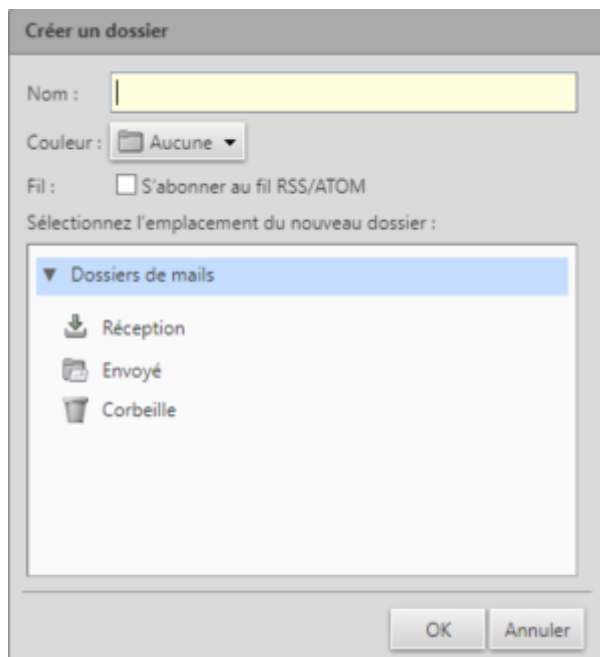 Créer un dossier
Nom :
Couleur : Aucune
Fil : S'abonner au fil RSS/ATOM
Sélectionnez l'emplacement du nouveau dossier :
Dossiers de mails
Réception
Envoyé
Corbeille
OK Annuler